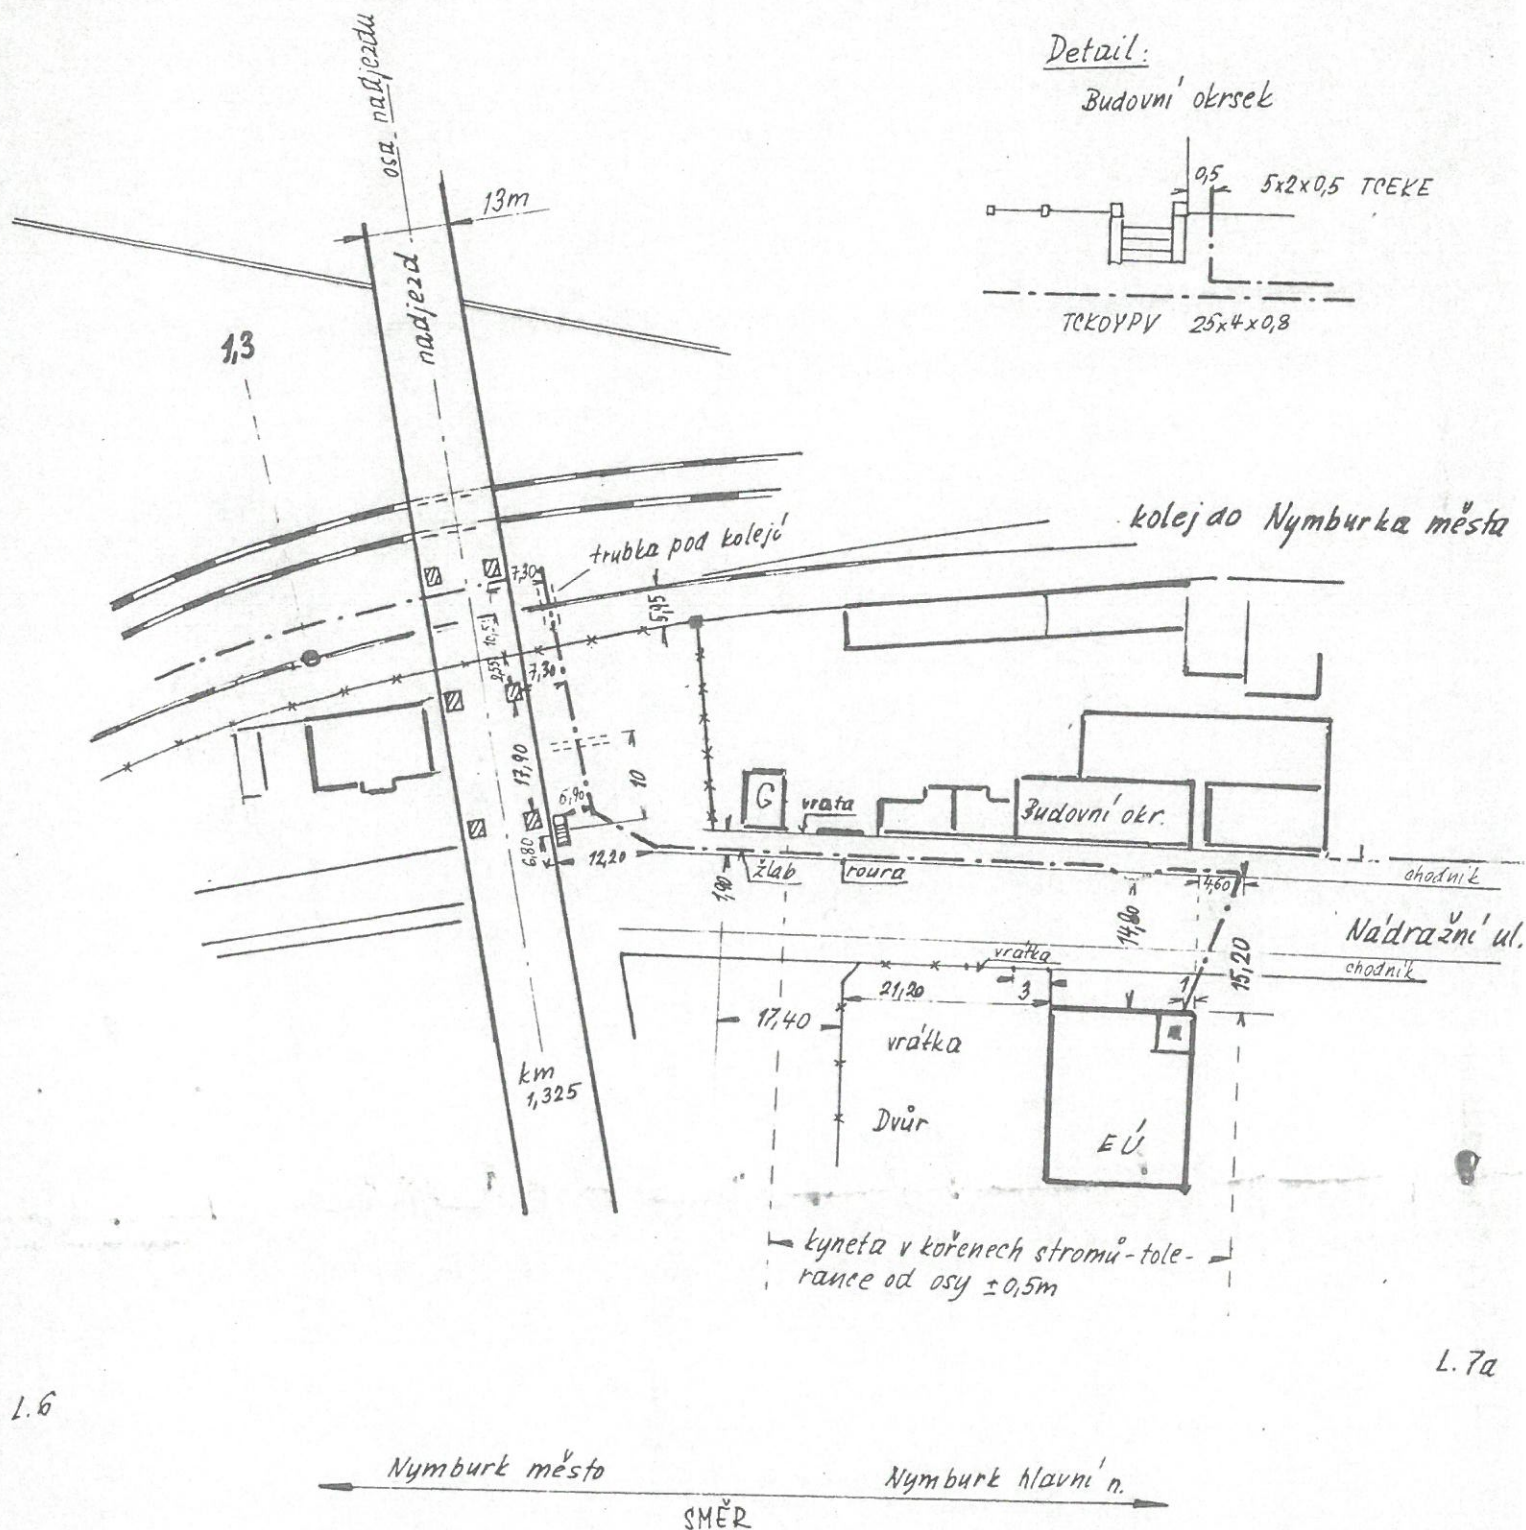 osa nadjezdu
Detail:
Budovní okrsek
0,5
5x2x0,5 TCEKE
TCKOYPV 25x4x0,8
13m
nadjezd
1,3
kolej do Nymburka města
trubka pod kolejí
7,30
5,95
2,55
7,30
17,90
10
6,90
6,80
12,20
G
vrata
Budovní okr.
1,90
žlab
roura
4,60
chodník
14,80
Nádražní ul.
15,20
vrátka
chodník
21,20
3
1
17,40
vrátka
km
1,325
Dvůr
EÚ
kyneta v kořenech stromů-tole-
rance od osy ±0,5m
L.7a
L.6
Nymburk město
Nymburk hlavní n.
SMĚR